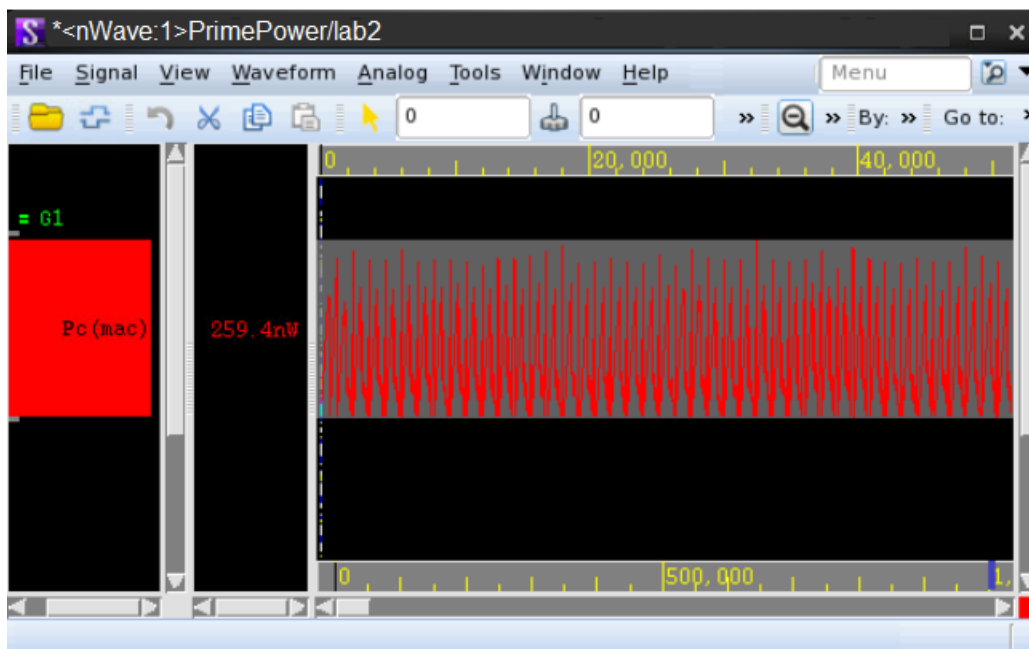 *<nWave:1>PrimePower/lab2
File Signal View Waveform Analog Tools Window Help Menu
0 0 » » By: » Go to:
0 20,000 40,000
= G1
Pc(mac) 259.4nW
0 500,000 1,